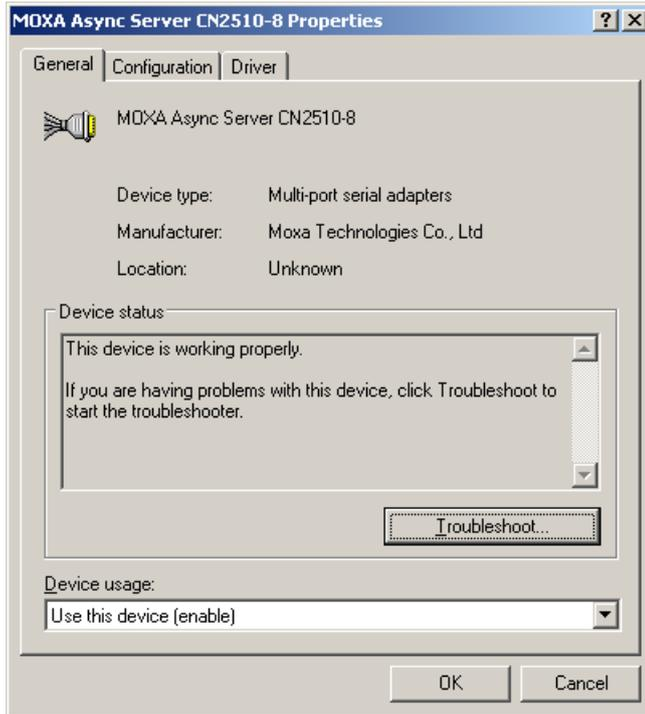 MOXA Async Server CN2510-8 Properties
General Configuration Driver
MOXA Async Server CN2510-8
Device type: Multi-port serial adapters
Manufacturer: Moxa Technologies Co., Ltd
Location: Unknown
Device status
This device is working properly.
If you are having problems with this device, click Troubleshoot to
start the troubleshooter.
Troubleshoot...
Device usage:
Use this device (enable)
OK Cancel